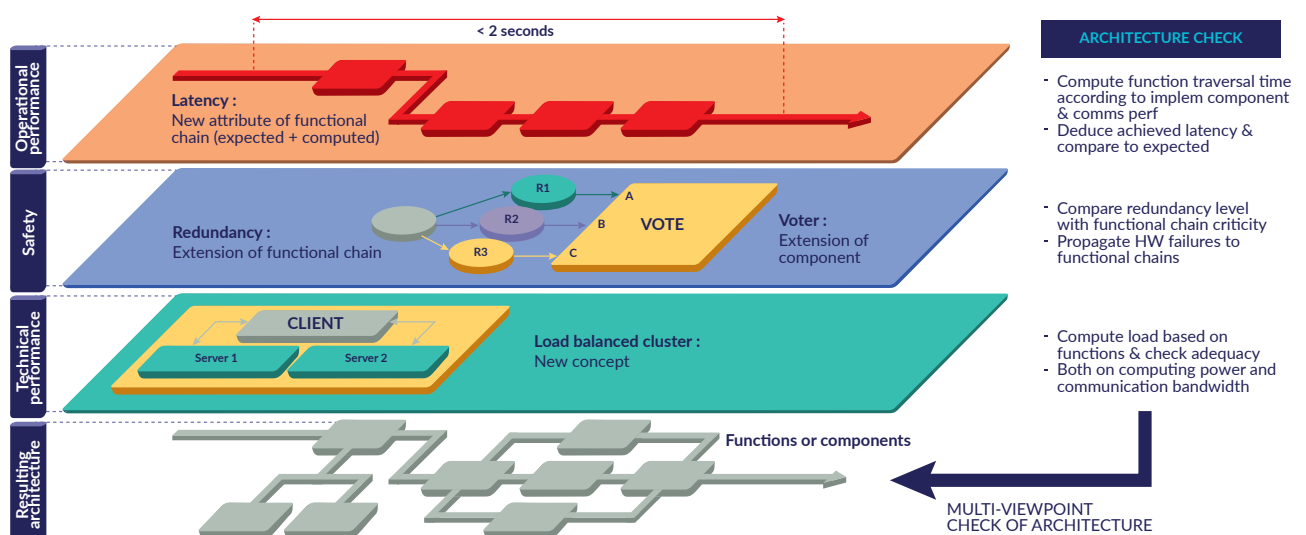 < 2 seconds
ARCHITECTURE CHECK
Operational
performance
Latency :
New attribute of functional
chain (expected + computed)
- Compute function traversal time
according to implem component
& comms perf
- Deduce achieved latency &
compare to expected
Safety
Redundancy :
Extension of functional chain
R1
R2
R3
A
B
C
VOTE
Voter :
Extension of
component
- Compare redundancy level
with functional chain criticity
- Propagate HW failures to
functional chains
Technical
performance
CLIENT
Server 1
Server 2
Load balanced cluster :
New concept
- Compute load based on
functions & check adequacy
- Both on computing power and
communication bandwidth
Resulting
architecture
Functions or components
MULTI-VIEWPOINT
CHECK OF ARCHITECTURE